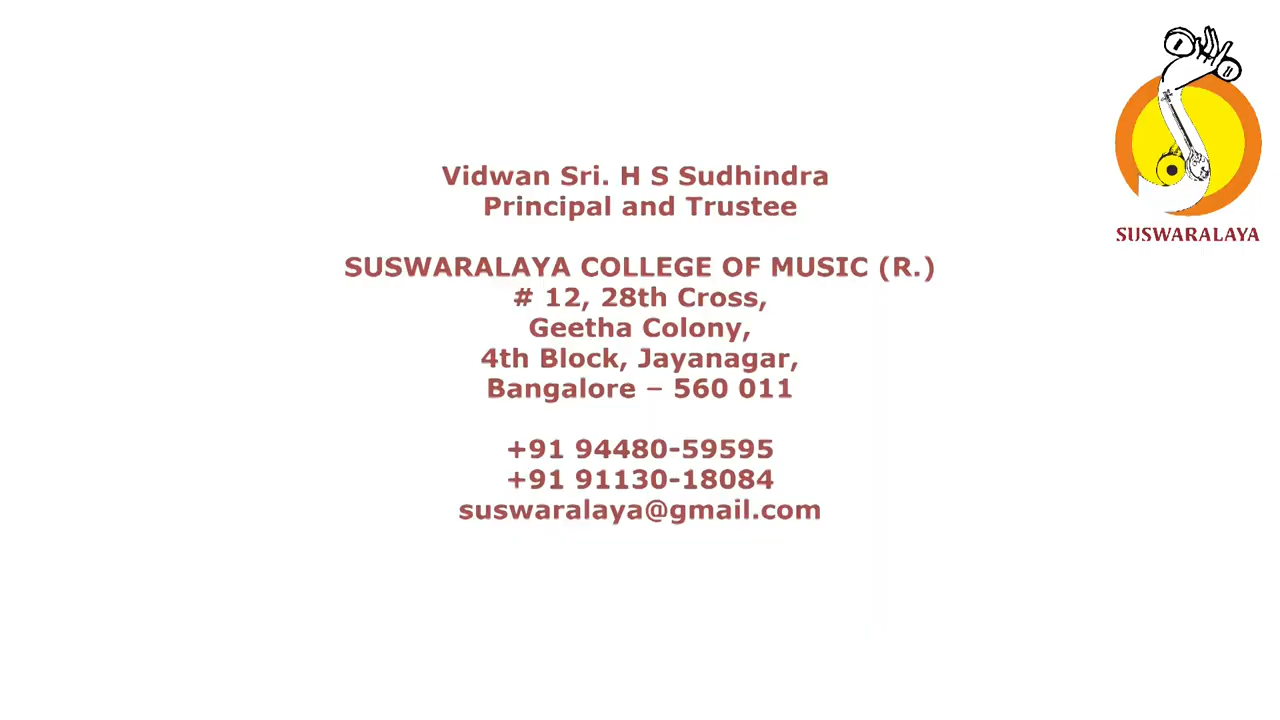 Vidwan Sri. H S Sudhindra
Principal and Trustee
SUSWARALAYA COLLEGE OF MUSIC (R.)
# 12, 28th Cross,
Geetha Colony,
4th Block, Jayanagar,
Bangalore – 560 011
+91 94480-59595
+91 91130-18084
suswaralaya@gmail.com
SUSWARALAYA